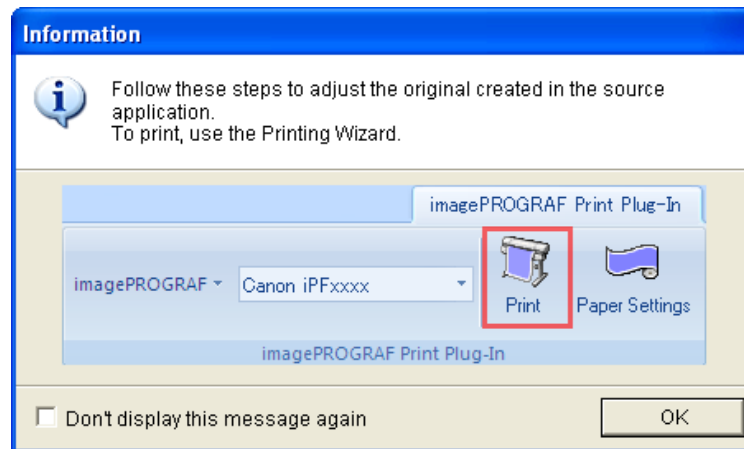 Information
Follow these steps to adjust the original created in the source
application.
To print, use the Printing Wizard.
imagePROGRAF Print Plug-In
imagePROGRAF
Canon iPFxxxx
Print
Paper Settings
imagePROGRAF Print Plug-In
Don't display this message again
OK